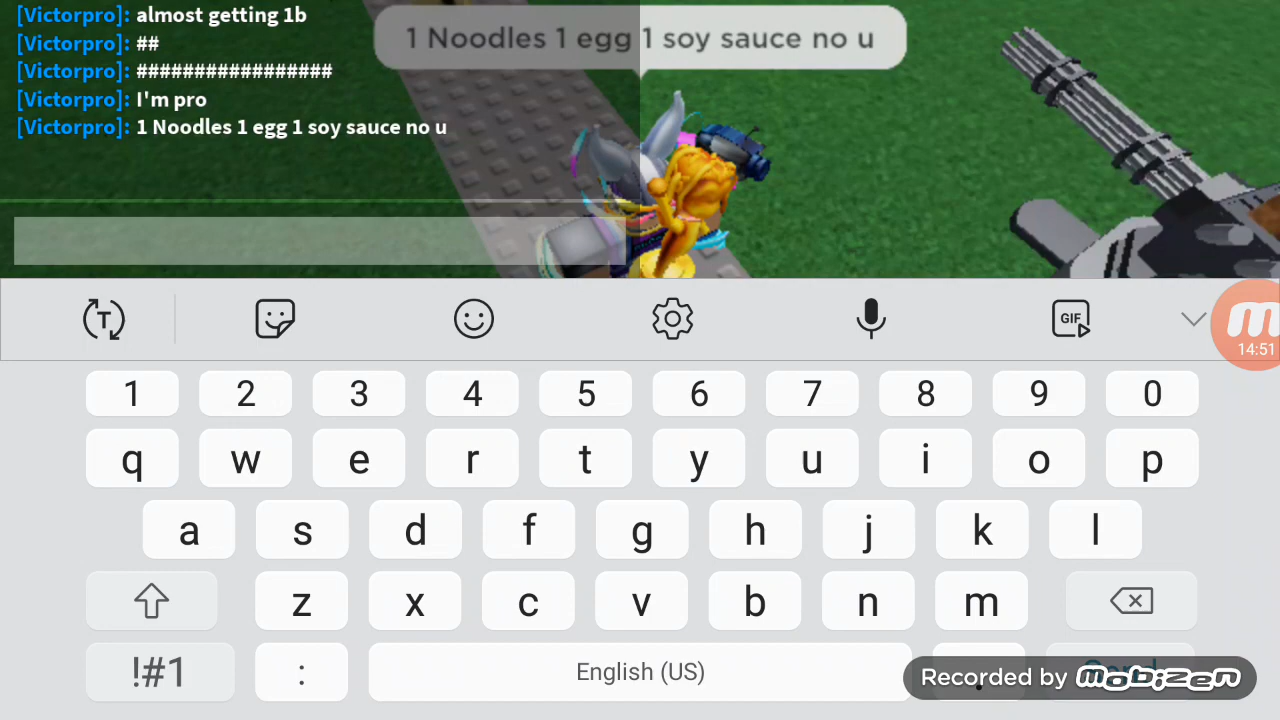 [Victorpro]: almost getting 1b
[Victorpro]: ##
[Victorpro]: #################
[Victorpro]: I'm pro
[Victorpro]: 1 Noodles 1 egg 1 soy sauce no u
1 Noodles 1 egg 1 soy sauce no u
T
GIF
14:51
1 2 3 4 5 6 7 8 9 0
q w e r t y u i o p
a s d f g h j k l
z x c v b n m
!#1 : English (US) .
Recorded by mobizen